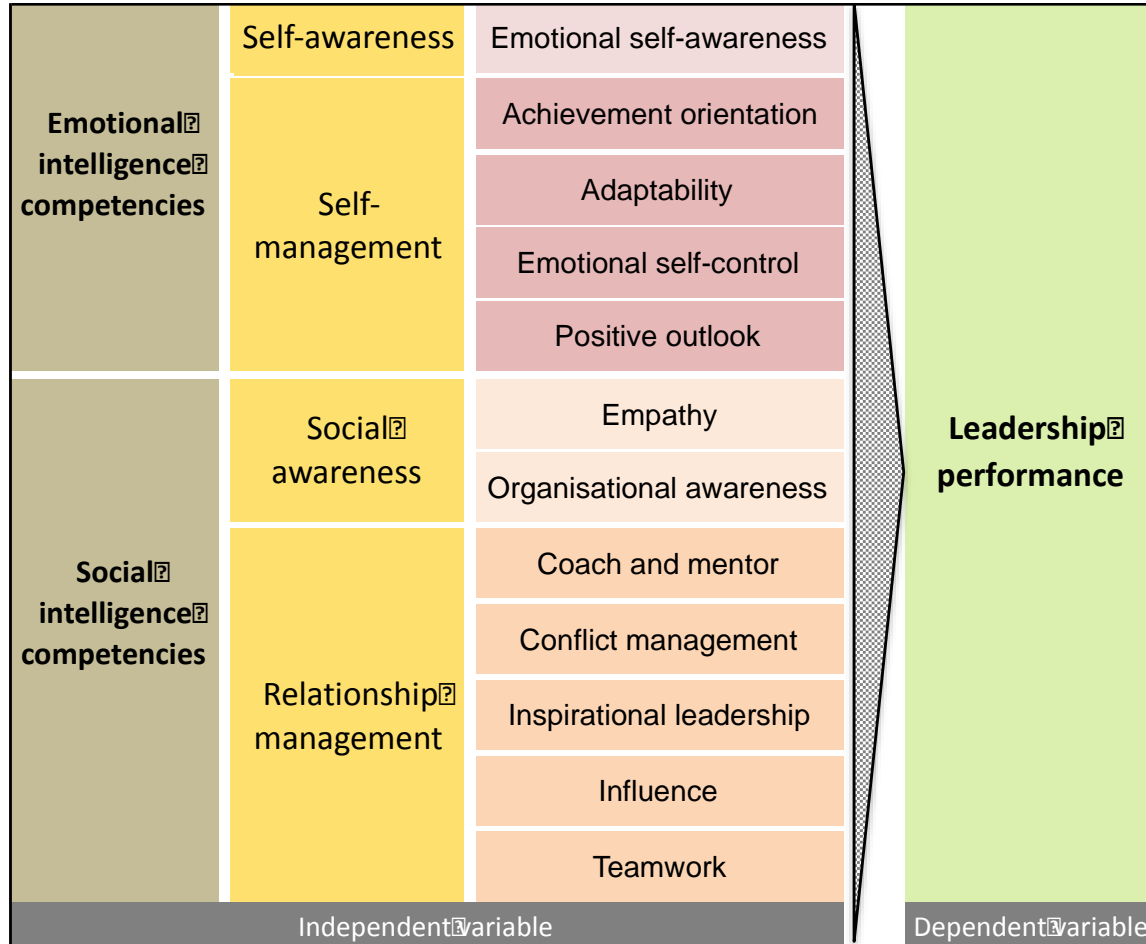 Emotional
intelligence
competencies
Self-awareness
Self-
management
Emotional self-awareness
Achievement orientation
Adaptability
Emotional self-control
Positive outlook
Social
intelligence
competencies
Social
awareness
Relationship
management
Empathy
Organisational awareness
Coach and mentor
Conflict management
Inspirational leadership
Influence
Teamwork
Leadership
performance
Independent variable
Dependent variable